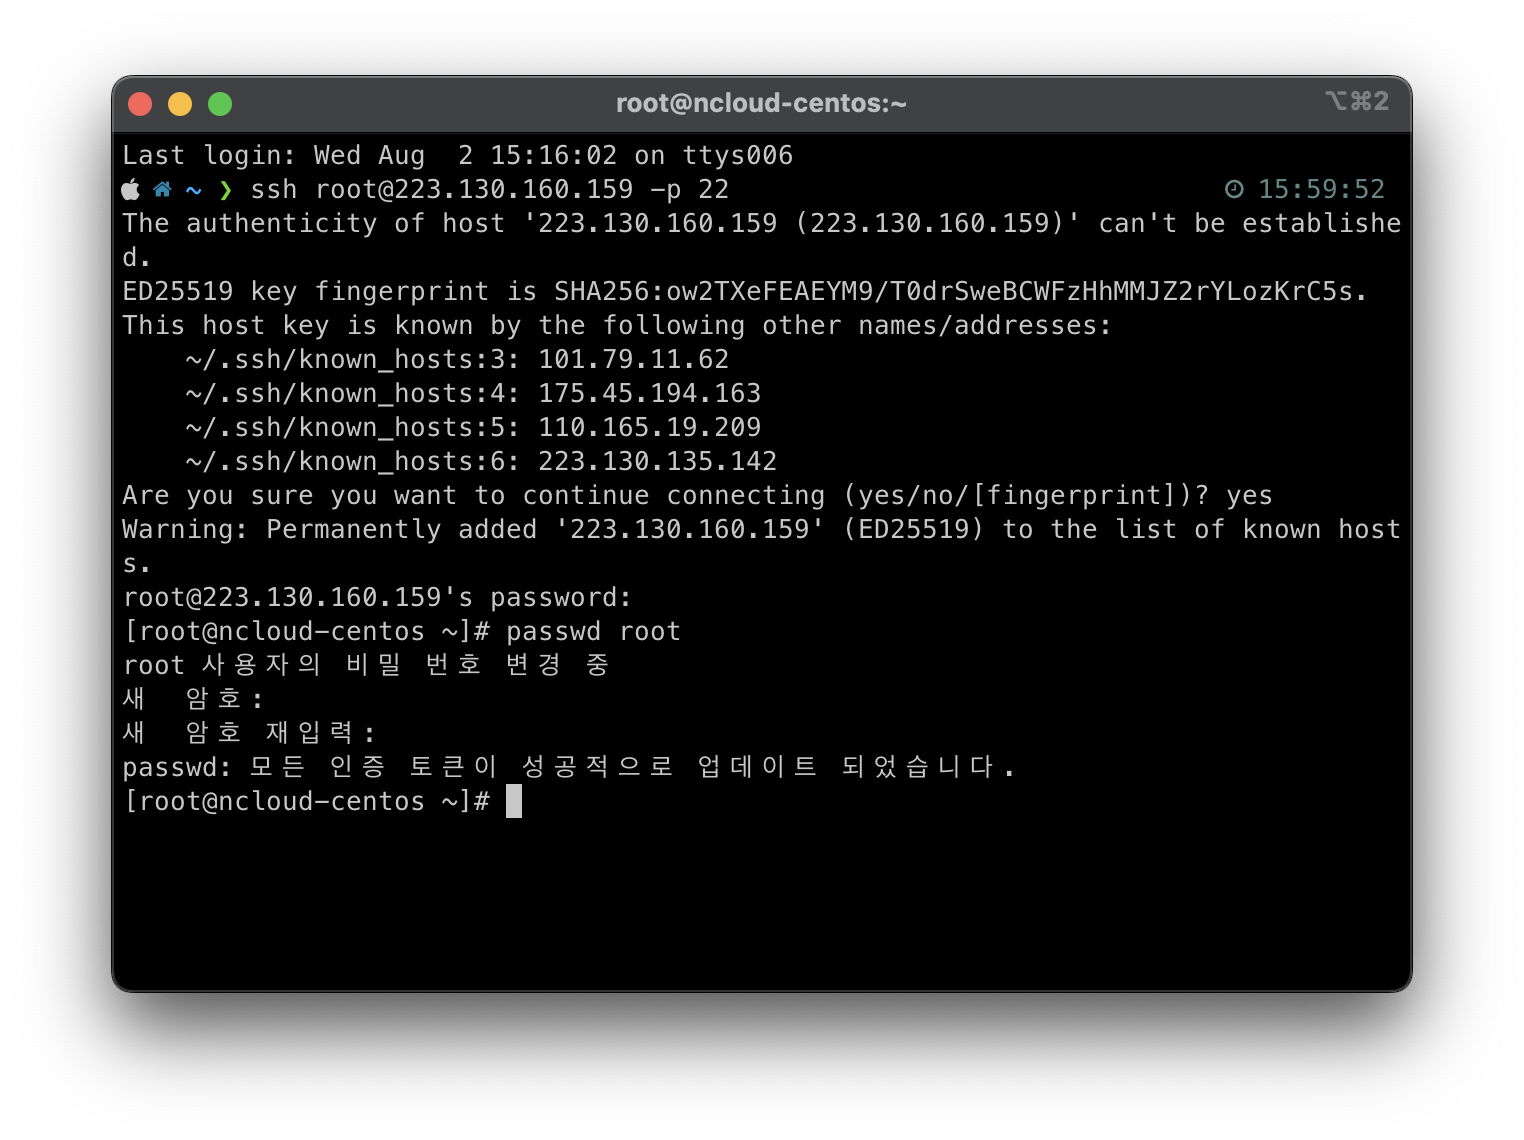 root@ncloud-centos:~
⌥⌘2
Last login: Wed Aug  2 15:16:02 on ttys006
~ ❯ ssh root@223.130.160.159 -p 22 15:59:52
The authenticity of host '223.130.160.159 (223.130.160.159)' can't be establishe
d.
ED25519 key fingerprint is SHA256:ow2TXeFEAEYM9/T0drSweBCWFzHhMMJZ2rYLozKrC5s.
This host key is known by the following other names/addresses:
    ~/.ssh/known_hosts:3: 101.79.11.62
    ~/.ssh/known_hosts:4: 175.45.194.163
    ~/.ssh/known_hosts:5: 110.165.19.209
    ~/.ssh/known_hosts:6: 223.130.135.142
Are you sure you want to continue connecting (yes/no/[fingerprint])? yes
Warning: Permanently added '223.130.160.159' (ED25519) to the list of known host
s.
root@223.130.160.159's password:
[root@ncloud-centos ~]# passwd root
root 사용자의 비밀 번호 변경 중
새  암호:
새  암호 재입력:
passwd: 모든 인증 토큰이 성공적으로 업데이트 되었습니다.
[root@ncloud-centos ~]#